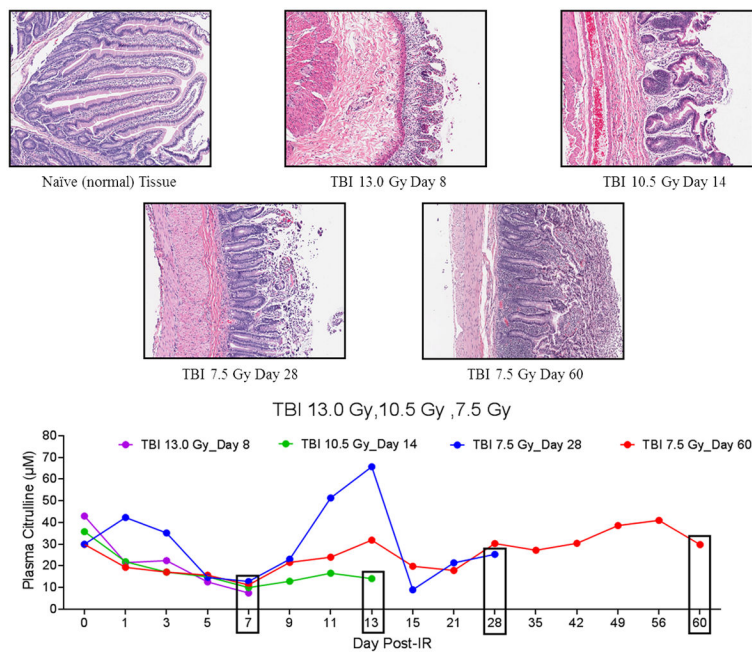 Naïve (normal) Tissue
TBI 13.0 Gy Day 8
TBI 10.5 Gy Day 14
TBI 7.5 Gy Day 28
TBI 7.5 Gy Day 60
TBI 13.0 Gy,10.5 Gy ,7.5 Gy
TBI 13.0 Gy_Day 8
TBI 10.5 Gy_Day 14
TBI 7.5 Gy_Day 28
TBI 7.5 Gy_Day 60
Plasma Citrulline (µM)
80
70
60
50
40
30
20
10
0
0 1 3 5 7 9 11 13 15 21 28 35 42 49 56 60
Day Post-IR